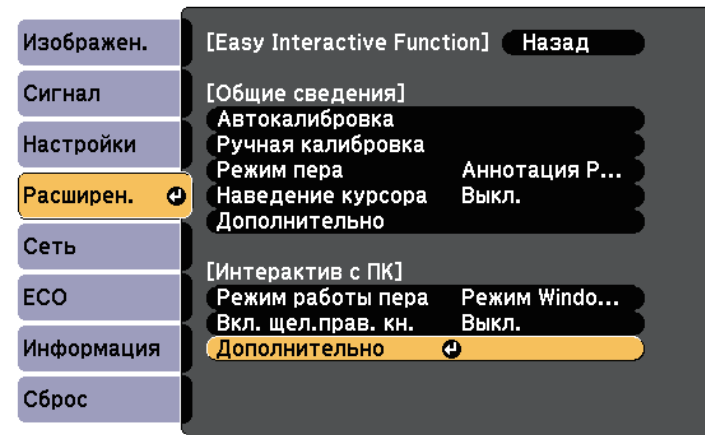 Изображен.
Сигнал
Настройки
Расширен.
Сеть
ECO
Информация
Сброс
[Easy Interactive Function] Назад
[Общие сведения]
Автокалибровка
Ручная калибровка
Режим пера Аннотация P...
Наведение курсора Выкл.
Дополнительно
[Интерактив с ПК]
Режим работы пера Режим Windo...
Вкл. щел.прав. кн. Выкл.
Дополнительно